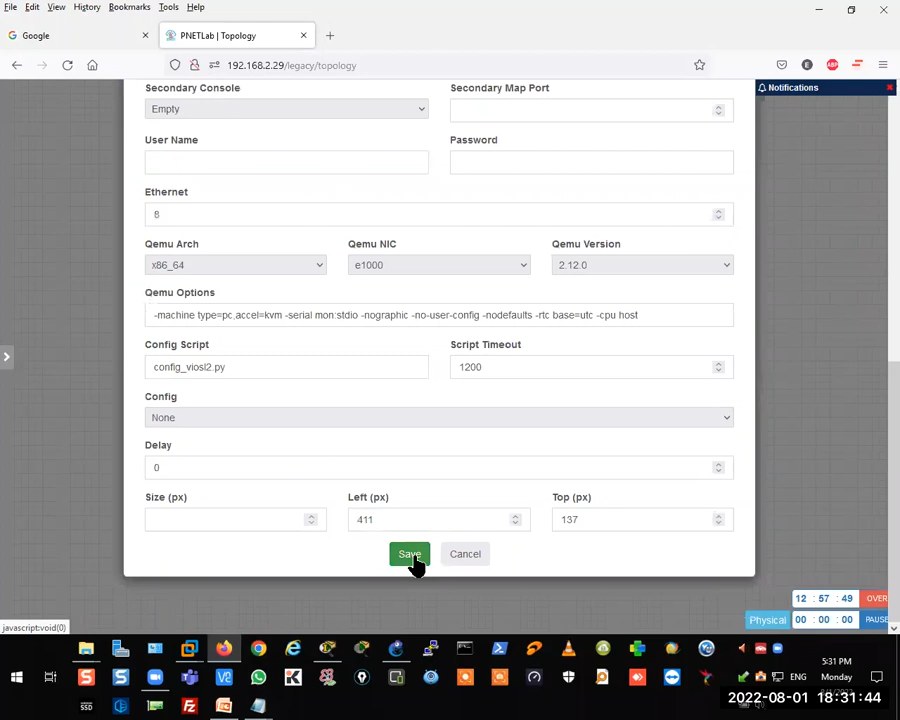 File Edit View History Bookmarks Tools Help
Google
PNETLab | Topology
192.168.2.29/legacy/topology
Notifications
Secondary Console
Secondary Map Port
Empty
User Name
Password
Ethernet
8
Qemu Arch
Qemu NIC
Qemu Version
x86_64
e1000
2.12.0
Qemu Options
-machine type=pc,accel=kvm -serial mon:stdio -nographic -no-user-config -nodefaults -rtc base=utc -cpu host
Config Script
Script Timeout
config_viosl2.py
1200
Config
None
Delay
0
Size (px)
Left (px)
Top (px)
411
137
Save
Cancel
12 : 57 : 49
OVER
Physical
00 : 00 : 00
PAUSE
javascript:void(0)
5:31 PM
ENG
Monday
2022-08-01 18:31:44
SSD